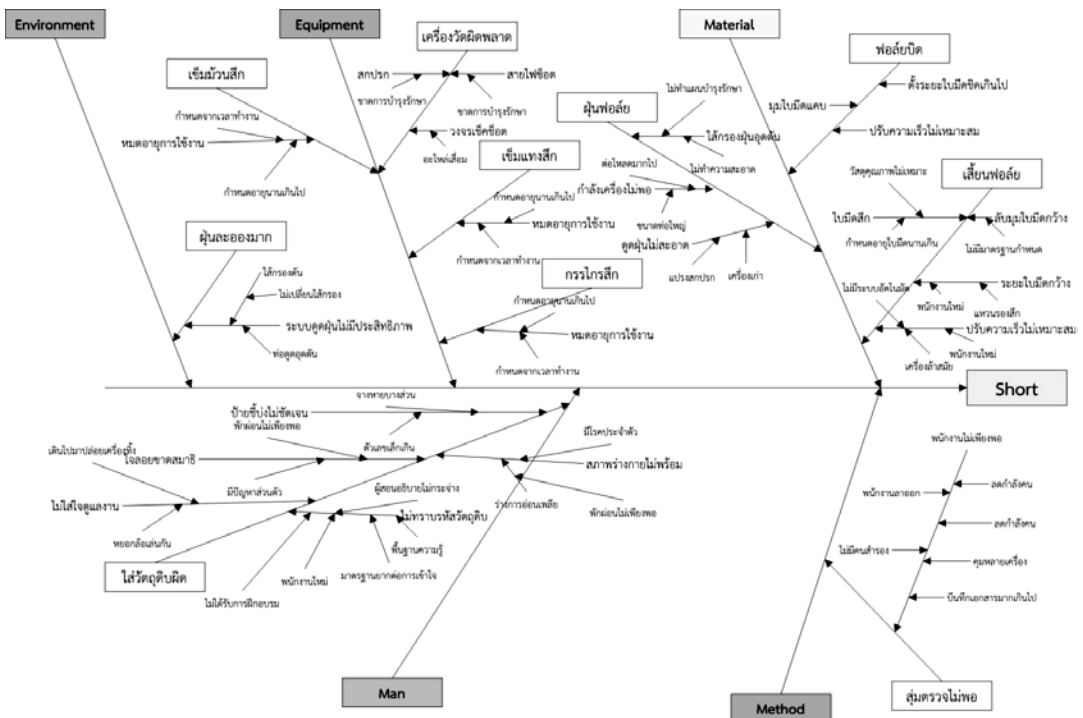 Environment
Equipment
Material
เครื่องวัดผิดพลาด
ฟอล์ยบิด
เข็มม้วนสึก
สกปรก
สายไฟช็อต
ขาดการบำรุงรักษา
ขาดการบำรุงรักษา
ไม่ทำแผนบำรุงรักษา
ตั้งระยะใบมีดชิดเกินไป
มุมใบมีดแคบ
ฝุ่นฟอล์ย
กำหนดจากเวลาทำงาน
หมดอายุการใช้งาน
วงจรเช็คช็อต
ไส้กรองฝุ่นอุดตัน
ปรับความเร็วไม่เหมาะสม
อะไหล่เสื่อม
เข็มแทงสึก
ต่อโหลดมากไป
ไม่ทำความสะอาด
วัสดุคุณภาพไม่เหมาะ
เสี้ยนฟอล์ย
กำหนดอายุนานเกินไป
กำหนดอายุนานเกินไป
กำลังเครื่องไม่พอ
ขนาดท่อใหญ่
หมดอายุการใช้งาน
ใบมีดสึก
ลับมุมใบมีดกว้าง
ฝุ่นละอองมาก
กำหนดจากเวลาทำงาน
ดูดฝุ่นไม่สะอาด
กำหนดอายุใบมีดนานเกิน
ไม่มีมาตรฐานกำหนด
ไส้กรองตัน
กรรไกรสึก
แปรงสกปรก
เครื่องเก่า
ไม่เปลี่ยนไส้กรอง
กำหนดอายุนานเกินไป
ไม่มีระบบอัตโนมัติ
ระยะใบมีดกว้าง
พนักงานใหม่
แหวนรองสึก
ระบบดูดฝุ่นไม่มีประสิทธิภาพ
หมดอายุการใช้งาน
ปรับความเร็วไม่เหมาะสม
ท่อดูดอุดตัน
พนักงานใหม่
กำหนดจากเวลาทำงาน
เครื่องล้าสมัย
Short
จางหายบางส่วน
ป้ายชี้บ่งไม่ชัดเจน
พักผ่อนไม่เพียงพอ
มีโรคประจำตัว
พนักงานไม่เพียงพอ
ตัวเลขเล็กเกิน
เดินไปมาปล่อยเครื่องทิ้ง
ใจลอยขาดสมาธิ
สภาพร่างกายไม่พร้อม
มีปัญหาส่วนตัว
ผู้สอนอธิบายไม่กระจ่าง
ร่างการอ่อนเพลีย
ลดกำลังคน
พนักงานลาออก
ไม่ใส่ใจดูแลงาน
ไม่ทราบรหัสวัตถุดิบ
พักผ่อนไม่เพียงพอ
ลดกำลังคน
หยอกล้อเล่นกัน
พื้นฐานความรู้
ไม่มีคนสำรอง
ใส่วัตถุดิบผิด
พนักงานใหม่
มาตรฐานยากต่อการเข้าใจ
คุมหลายเครื่อง
ไม่ได้รับการฝึกอบรม
บันทึกเอกสารมากเกินไป
Man
Method
สุ่มตรวจไม่พอ